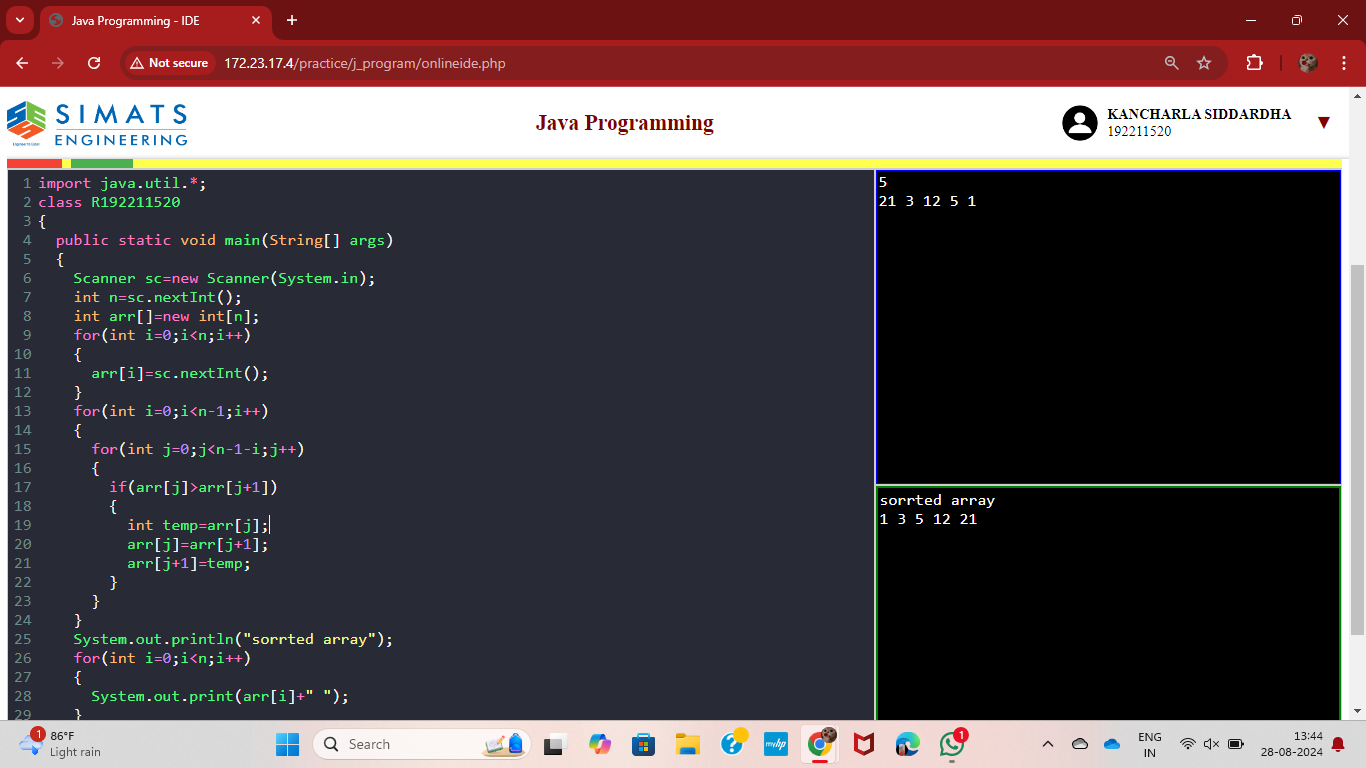 Java Programming - IDE
Not secure
172.23.17.4/practice/j_program/onlineide.php
SIMATS
ENGINEERING
Java Programming
KANCHARLA SIDDARDHA
192211520
1 import java.util.*;
2 class R192211520
3 {
4 public static void main(String[] args)
5 {
6 Scanner sc=new Scanner(System.in);
7 int n=sc.nextInt();
8 int arr[]=new int[n];
9 for(int i=0;i<n;i++)
10 {
11 arr[i]=sc.nextInt();
12 }
13 for(int i=0;i<n-1;i++)
14 {
15 for(int j=0;j<n-1-i;j++)
16 {
17 if(arr[j]>arr[j+1])
18 {
19 int temp=arr[j];
20 arr[j]=arr[j+1];
21 arr[j+1]=temp;
22 }
23 }
24 }
25 System.out.println("sorrted array");
26 for(int i=0;i<n;i++)
27 {
28 System.out.print(arr[i]+" ");
29 }
5
21 3 12 5 1
sorrted array
1 3 5 12 21
1
86°F
Light rain
Search
myhp
1
ENG
IN
13:44
28-08-2024